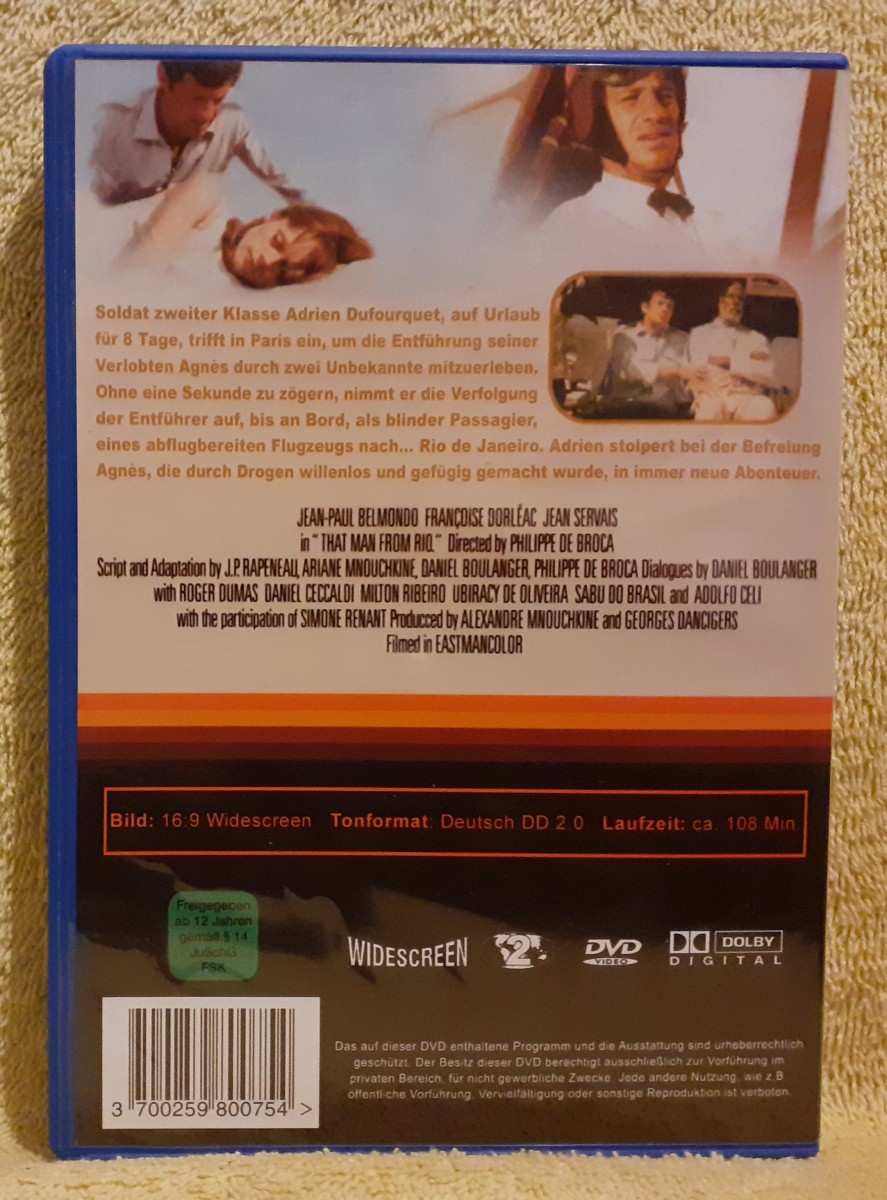 Soldat zweiter Klasse Adrien Dufourquet, auf Urlaub
für 8 Tage, trifft in Paris ein, um die Entführung seiner
Verlobten Agnès durch zwei Unbekannte mitzuerleben.
Ohne eine Sekunde zu zögern, nimmt er die Verfolgung
der Entführer auf, bis an Bord, als blinder Passagier,
eines abflugbereiten Flugzeugs nach... Rio de Janeiro. Adrien stolpert bei der Befreiung
Agnès, die durch Drogen willenlos und gefügig gemacht wurde, in immer neue Abenteuer.
JEAN-PAUL BELMONDO FRANÇOISE DORLÉAC JEAN SERVAIS
in "THAT MAN FROM RIO." Directed by PHILIPPE DE BROCA
Script and Adaptation by J.P. RAPENEAU, ARIANE MNOUCHKINE, DANIEL BOULANGER, PHILIPPE DE BROCA Dialogues by DANIEL BOULANGER
with ROGER DUMAS DANIEL CECCALDI MILTON RIBEIRO UBIRACY DE OLIVEIRA SABU DO BRASIL and ADOLFO CELI
with the participation of SIMONE RENANT Producced by ALEXANDRE MNOUCHKINE and GEORGES DANCIGERS
Filmed in EASTMANCOLOR
Bild: 16:9 Widescreen Tonformat: Deutsch DD 2.0 Laufzeit: ca. 108 Min.
Freigegeben
ab 12 Jahren
gemäß § 14
JuSchG
FSK
WIDESCREEN 2 DVD VIDEO DOLBY DIGITAL
Das auf dieser DVD enthaltene Programm und die Ausstattung sind urheberrechtlich
geschützt. Der Besitz dieser DVD berechtigt ausschließlich zur Vorführung im
privaten Bereich, für nicht gewerbliche Zwecke. Jede andere Nutzung, wie z.B
öffentliche Vorführung, Vervielfältigung oder sonstige Reproduktion ist verboten.
3 700259 800754 >